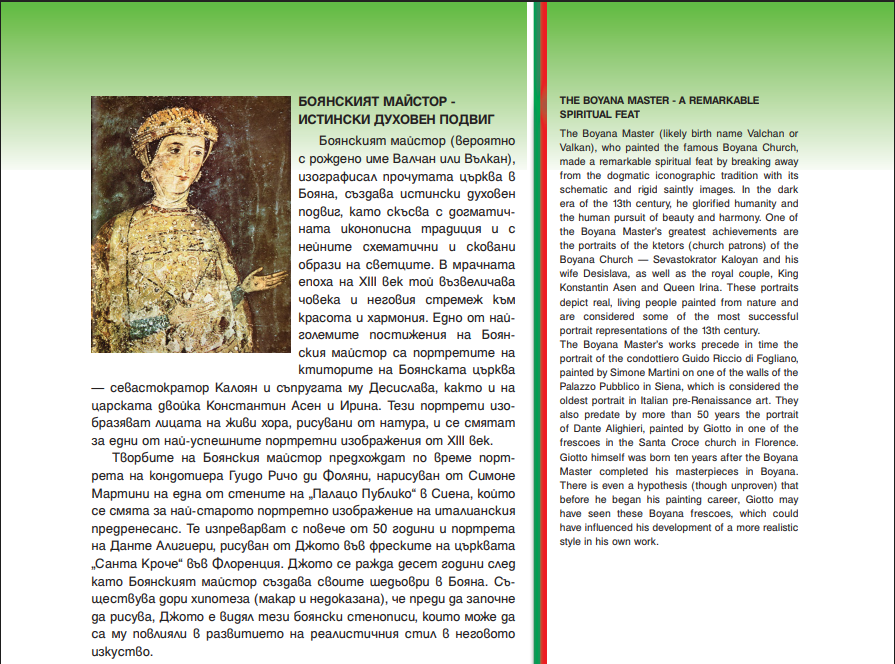 БОЯНСКИЯТ МАЙСТОР -
ИСТИНСКИ ДУХОВЕН ПОДВИГ
Боянският майстор (вероятно
с рождено име Валчан или Вълкан),
изографисал прочутата църква в
Бояна, създава истински духовен
подвиг, като скъсва с догматич-
ната иконописна традиция и с
нейните схематични и сковани
образи на светците. В мрачната
епоха на XIII век той възвеличава
човека и неговия стремеж към
красота и хармония. Едно от най-
големите постижения на Боян-
ския майстор са портретите на
ктиторите на Боянската църква
— севастократор Калоян и съпругата му Десислава, както и на
царската двойка Константин Асен и Ирина. Тези портрети изо-
бразяват лицата на живи хора, рисувани от натура, и се смятат
за едни от най-успешните портретни изображения от XIII век.
Творбите на Боянския майстор предхождат по време порт-
рета на кондотиера Гуидо Ричо ди Фоляни, нарисуван от Симоне
Мартини на една от стените на „Палацо Публико“ в Сиена, който
се смята за най-старото портретно изображение на италианския
предренесанс. Те изпреварват с повече от 50 години и портрета
на Данте Алигиери, рисуван от Джото във фреските на църквата
„Санта Кроче“ във Флоренция. Джото се ражда десет години след
като Боянският майстор създава своите шедьоври в Бояна. Съ-
ществува дори хипотеза (макар и недоказана), че преди да започне
да рисува, Джото е видял тези боянски стенописи, които може да
са му повлияли в развитието на реалистичния стил в неговото
изкуство.
THE BOYANA MASTER - A REMARKABLE
SPIRITUAL FEAT
The Boyana Master (likely birth name Valchan or
Valkan), who painted the famous Boyana Church,
made a remarkable spiritual feat by breaking away
from the dogmatic iconographic tradition with its
schematic and rigid saintly images. In the dark
era of the 13th century, he glorified humanity and
the human pursuit of beauty and harmony. One of
the Boyana Master's greatest achievements are
the portraits of the ktetors (church patrons) of the
Boyana Church — Sevastokrator Kaloyan and his
wife Desislava, as well as the royal couple, King
Konstantin Asen and Queen Irina. These portraits
depict real, living people painted from nature and
are considered some of the most successful
portrait representations of the 13th century.
The Boyana Master's works precede in time the
portrait of the condottiero Guido Riccio di Fogliano,
painted by Simone Martini on one of the walls of the
Palazzo Pubblico in Siena, which is considered the
oldest portrait in Italian pre-Renaissance art. They
also predate by more than 50 years the portrait
of Dante Alighieri, painted by Giotto in one of the
frescoes in the Santa Croce church in Florence.
Giotto himself was born ten years after the Boyana
Master completed his masterpieces in Boyana.
There is even a hypothesis (though unproven) that
before he began his painting career, Giotto may
have seen these Boyana frescoes, which could
have influenced his development of a more realistic
style in his own work.